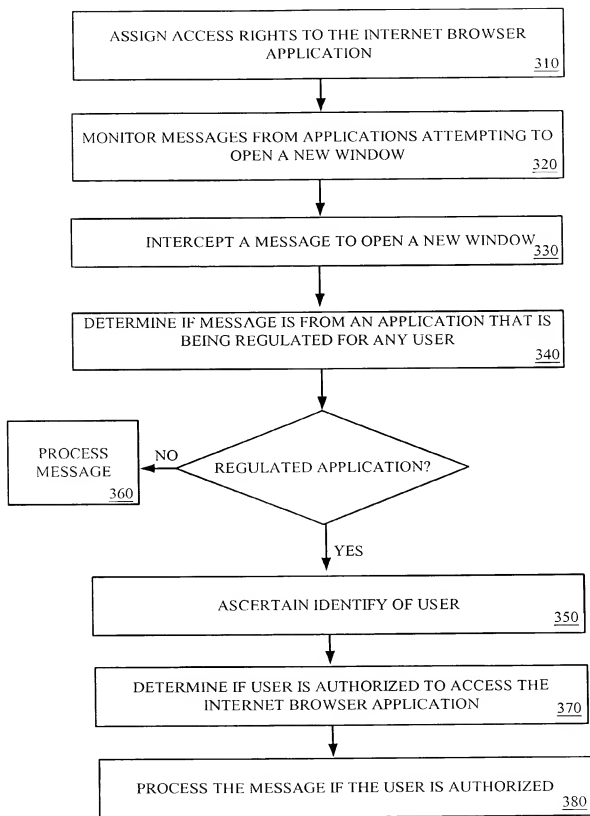 ASSIGN ACCESS RIGHTS TO THE INTERNET BROWSER
APPLICATION
310
MONITOR MESSAGES FROM APPLICATIONS ATTEMPTING TO
OPEN A NEW WINDOW
320
INTERCEPT A MESSAGE TO OPEN A NEW WINDOW
330
DETERMINE IF MESSAGE IS FROM AN APPLICATION THAT IS
BEING REGULATED FOR ANY USER
340
REGULATED APPLICATION?
NO
PROCESS
MESSAGE
360
YES
ASCERTAIN IDENTIFY OF USER
350
DETERMINE IF USER IS AUTHORIZED TO ACCESS THE
INTERNET BROWSER APPLICATION
370
PROCESS THE MESSAGE IF THE USER IS AUTHORIZED
380